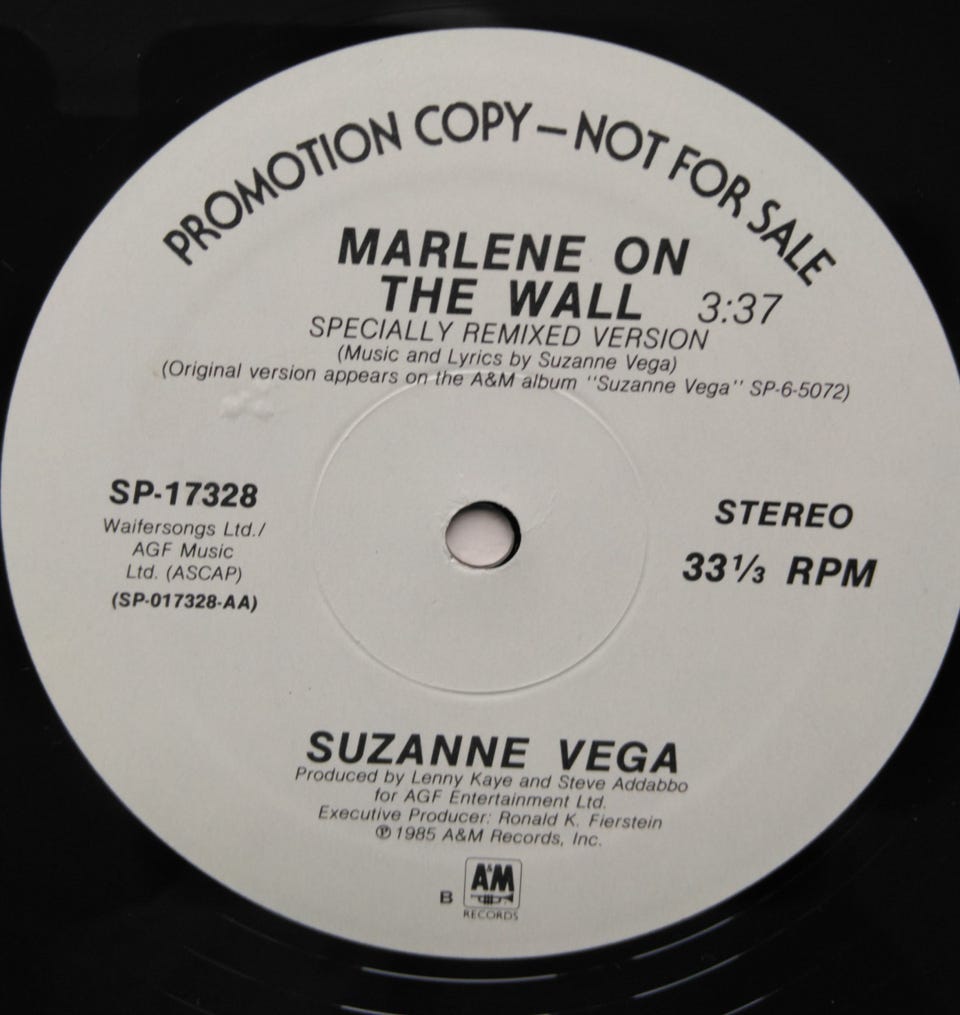 PROMOTION COPY — NOT FOR SALE
MARLENE ON
THE WALL 3:37
SPECIALLY REMIXED VERSION
(Music and Lyrics by Suzanne Vega)
(Original version appears on the A&M album "Suzanne Vega" SP-6-5072)
SP-17328
Waifersongs Ltd./
AGF Music
Ltd. (ASCAP)
(SP-017328-AA)
STEREO
33⅓ RPM
SUZANNE VEGA
Produced by Lenny Kaye and Steve Addabbo
for AGF Entertainment Ltd.
Executive Producer: Ronald K. Fierstein
℗ 1985 A&M Records, Inc.
B
A&M
RECORDS